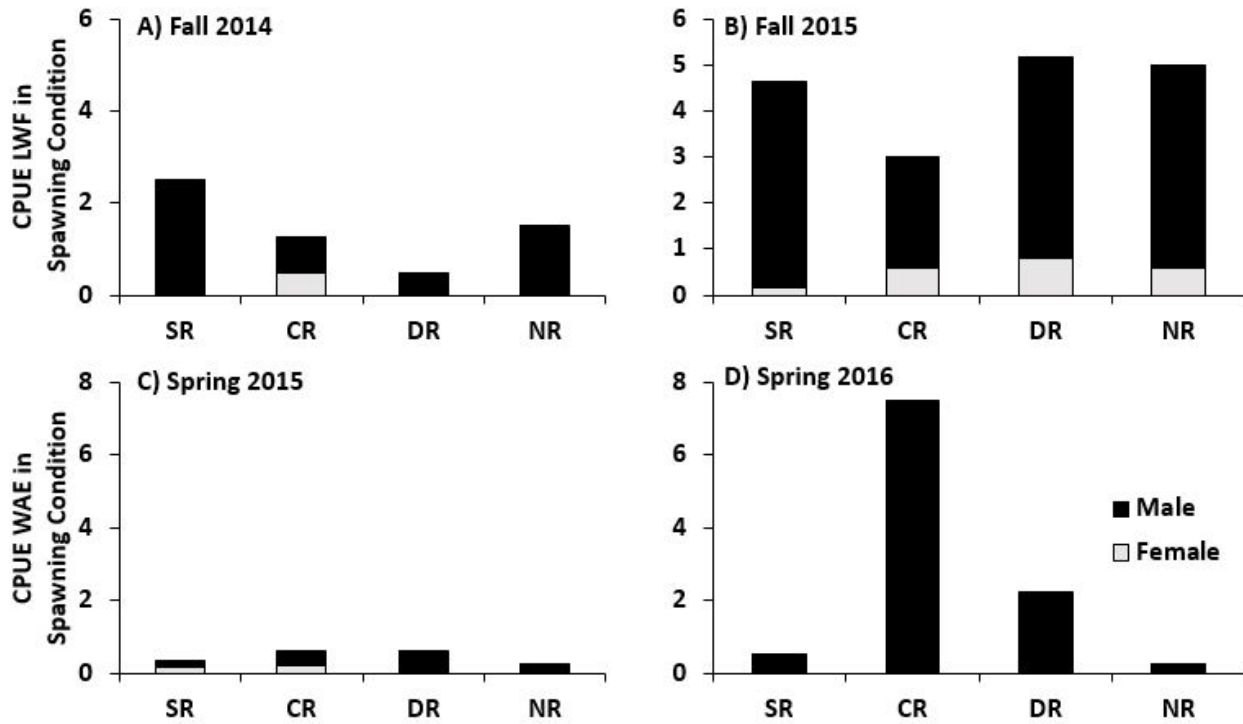 A) Fall 2014
CPUE LWF in
Spawning Condition
6
4
2
0
SR CR DR NR
B) Fall 2015
6
5
4
3
2
1
0
SR CR DR NR
C) Spring 2015
CPUE WAE in
Spawning Condition
8
6
4
2
0
SR CR DR NR
D) Spring 2016
8
6
4
2
0
Male
Female
SR CR DR NR